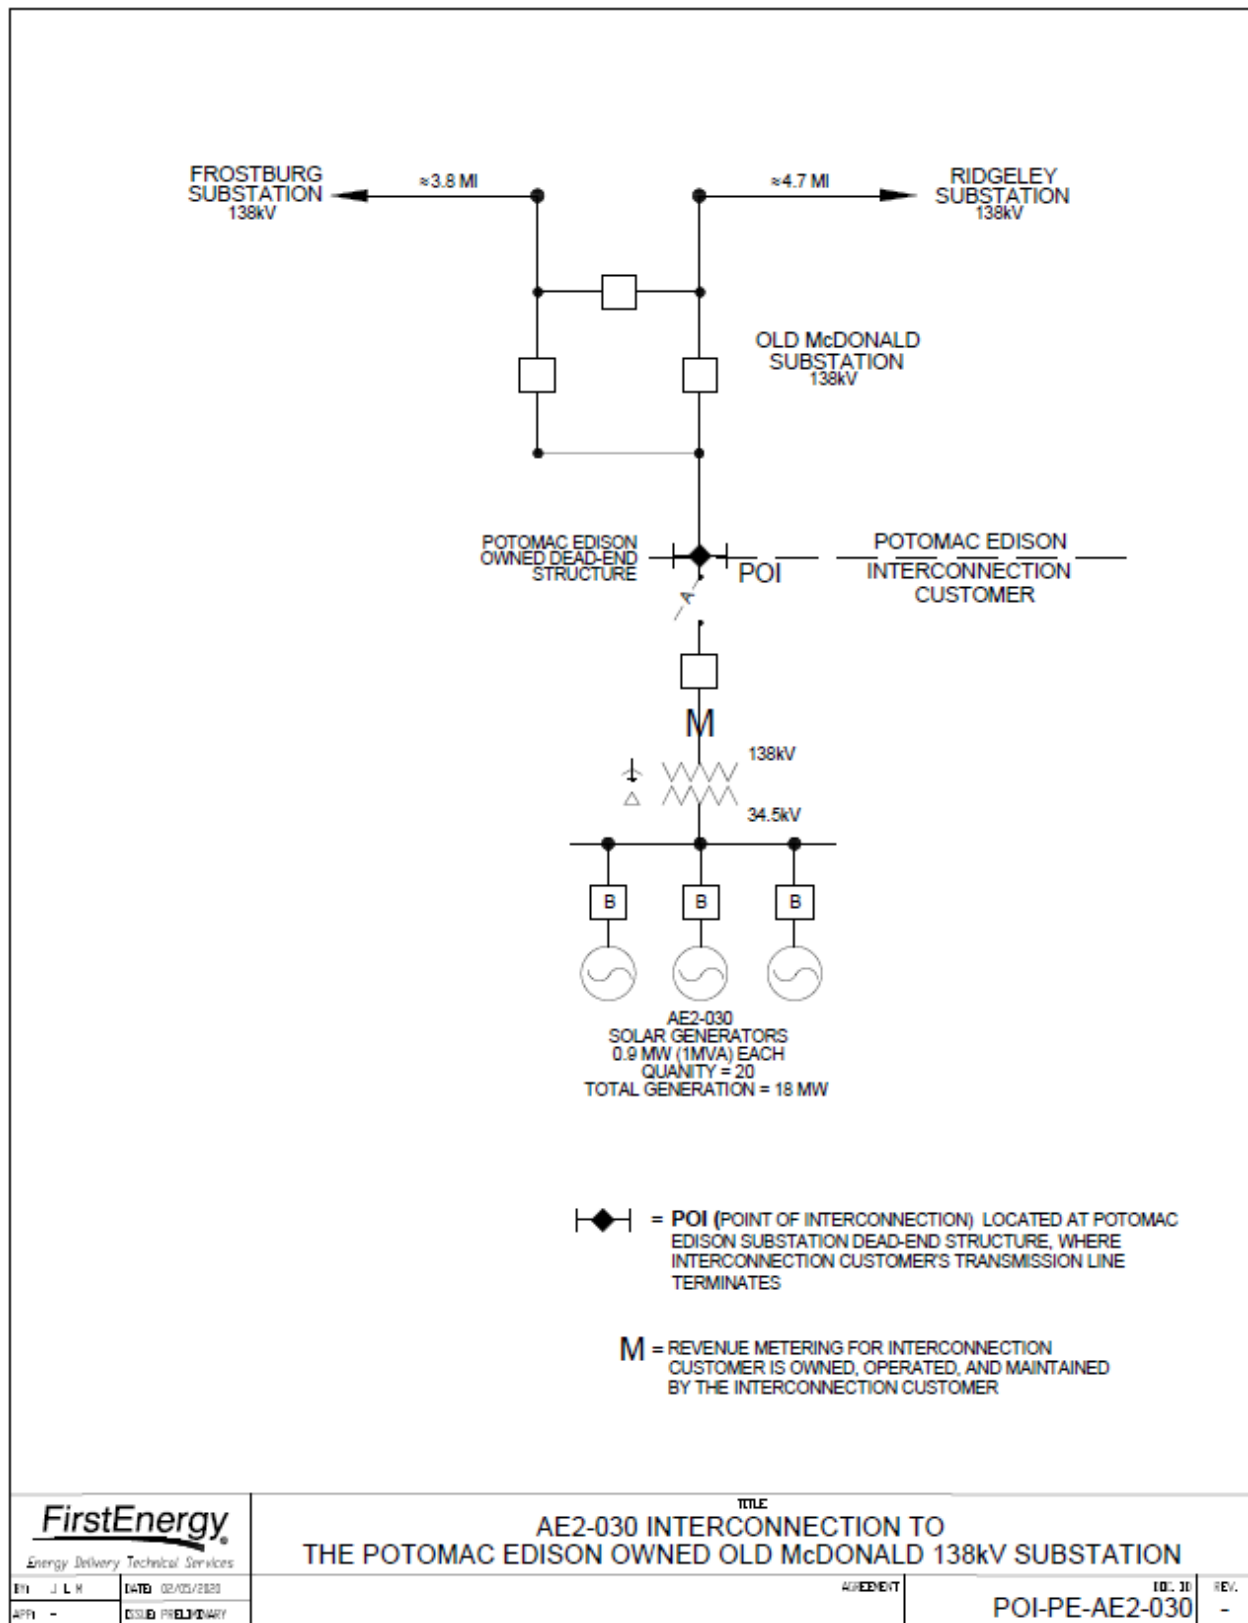 FROSTBURG
SUBSTATION
138kV
≈3.8 MI
≈4.7 MI
RIDGELEY
SUBSTATION
138kV
OLD McDONALD
SUBSTATION
138kV
POTOMAC EDISON
OWNED DEAD-END
STRUCTURE
POI
POTOMAC EDISON
INTERCONNECTION
CUSTOMER
A
M
138kV
34.5kV
B B B
AE2-030
SOLAR GENERATORS
0.9 MW (1MVA) EACH
QUANITY = 20
TOTAL GENERATION = 18 MW
= POI (POINT OF INTERCONNECTION) LOCATED AT POTOMAC
EDISON SUBSTATION DEAD-END STRUCTURE, WHERE
INTERCONNECTION CUSTOMER'S TRANSMISSION LINE
TERMINATES
M = REVENUE METERING FOR INTERCONNECTION
CUSTOMER IS OWNED, OPERATED, AND MAINTAINED
BY THE INTERCONNECTION CUSTOMER
FirstEnergy®
Energy Delivery Technical Services
BY: J L M
DATE: 02/05/2020
APP: -
ISSUE: PRELIMINARY
TITLE
AE2-030 INTERCONNECTION TO
THE POTOMAC EDISON OWNED OLD McDONALD 138kV SUBSTATION
AGREEMENT
DOC. ID
POI-PE-AE2-030
REV.
-